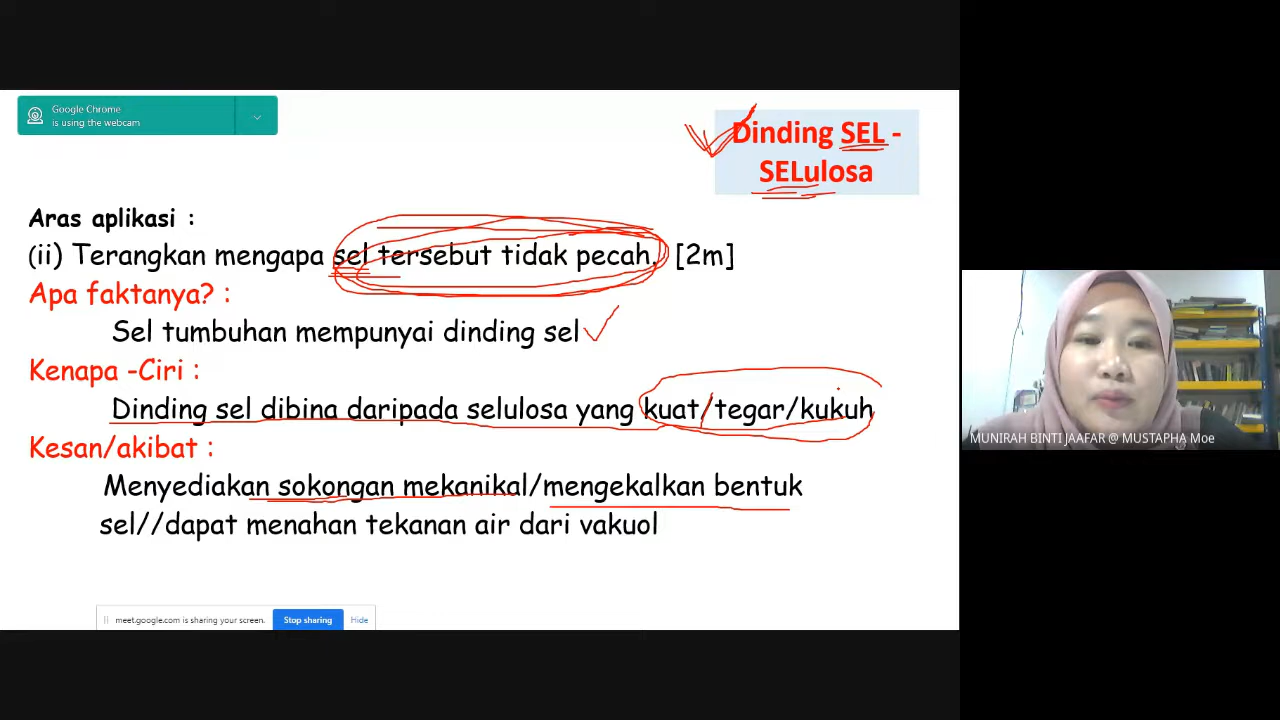 Google Chrome
is using the webcam
Dinding SEL -
SELulosa
Aras aplikasi :
(ii) Terangkan mengapa sel tersebut tidak pecah. [2m]
Apa faktanya? :
Sel tumbuhan mempunyai dinding sel
Kenapa -Ciri :
Dinding sel dibina daripada selulosa yang kuat/tegar/kukuh
Kesan/akibat :
Menyediakan sokongan mekanikal/mengekalkan bentuk
sel//dapat menahan tekanan air dari vakuol
MUNIRAH BINTI JAAFAR @ MUSTAPHA Moe
meet.google.com is sharing your screen. Stop sharing Hide